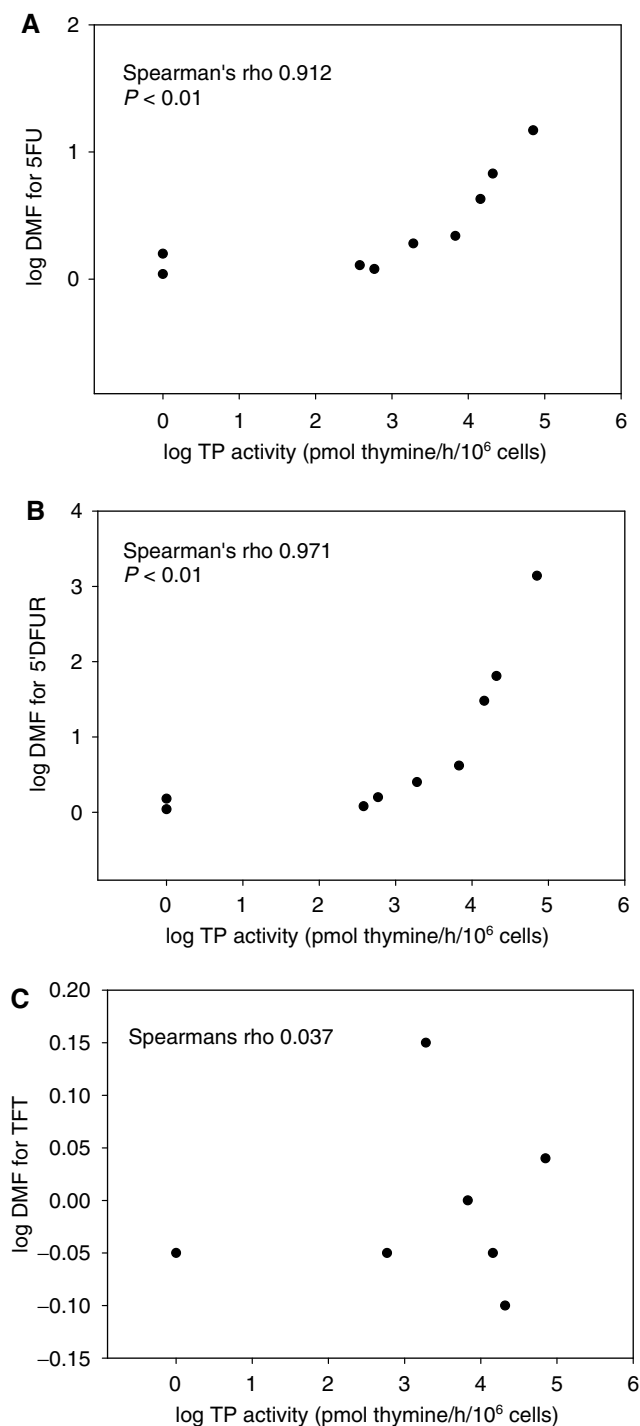 A
2
1
0
log DMF for 5FU
Spearman's rho 0.912
P < 0.01
0 1 2 3 4 5 6
log TP activity (pmol thymine/h/10⁶ cells)
B
4
3
2
1
0
log DMF for 5'DFUR
Spearman's rho 0.971
P < 0.01
0 1 2 3 4 5 6
log TP activity (pmol thymine/h/10⁶ cells)
C
0.20
0.15
0.10
0.05
0.00
−0.05
−0.10
−0.15
log DMF for TFT
Spearmans rho 0.037
0 1 2 3 4 5 6
log TP activity (pmol thymine/h/10⁶ cells)